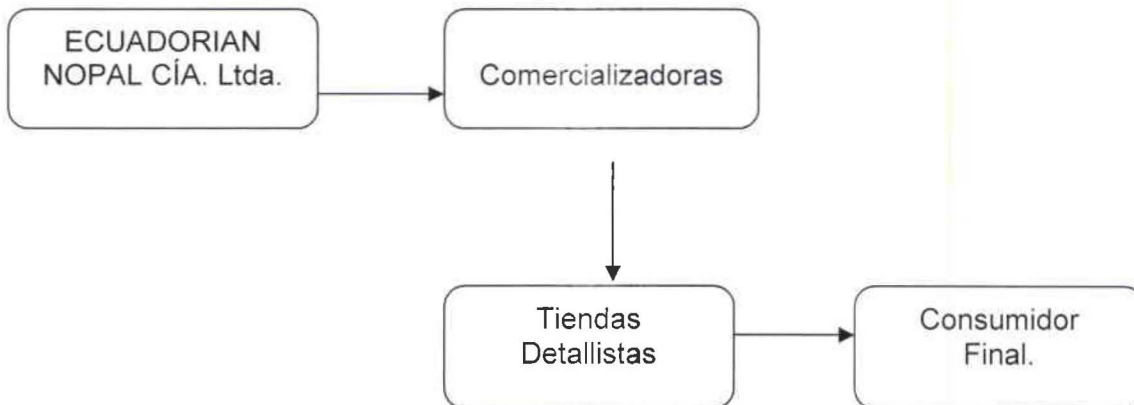 ECUADORIAN
NOPAL CÍA. Ltda.
Comercializadoras
Tiendas
Detallistas
Consumidor
Final.